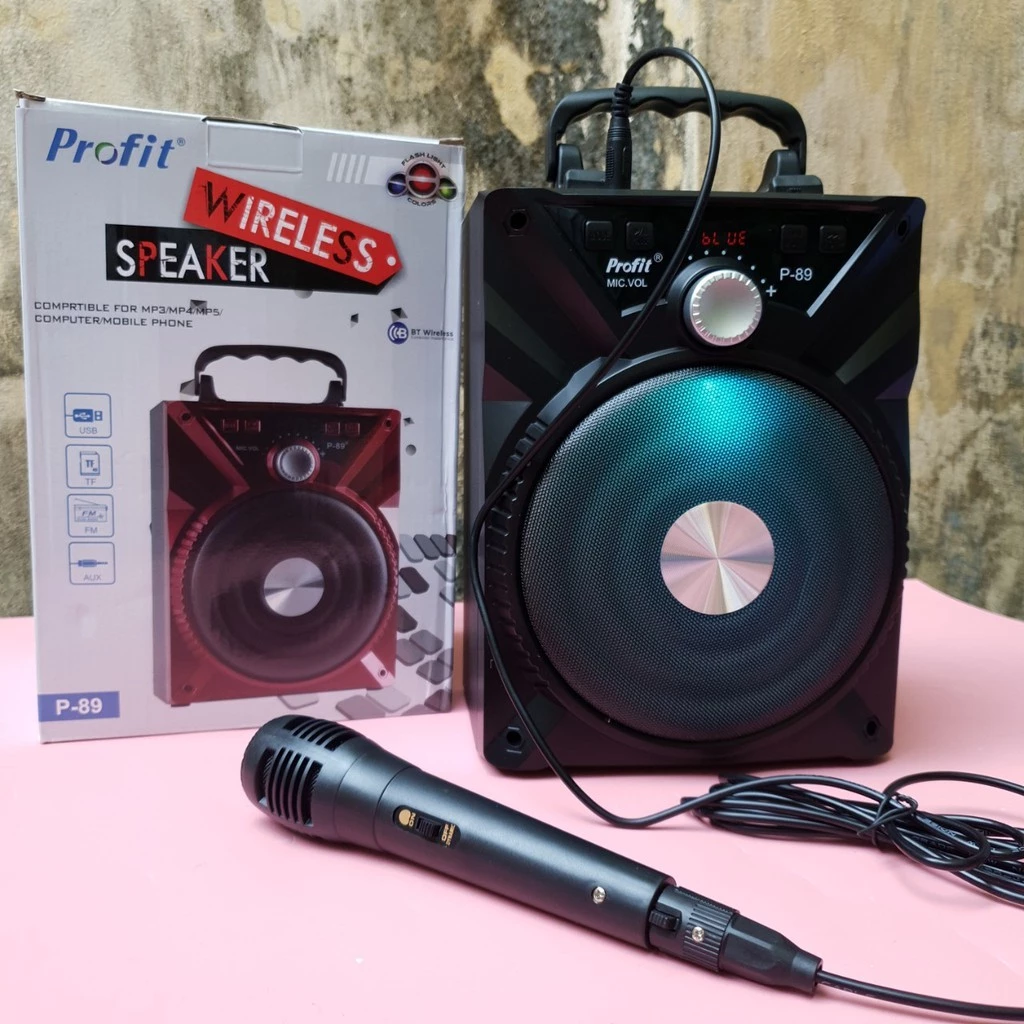 Profit®
FLASH LIGHT
COLORS
WIRELESS
SPEAKER
COMPRTIBLE FOR MP3/MP4/MP5/
COMPUTER/MOBILE PHONE
BT Wireless
USB
TF
FM
AUX
MIC.VOL
P-89
P-89
bLUE
Profit®
MIC.VOL
P-89
+
ON
OFF